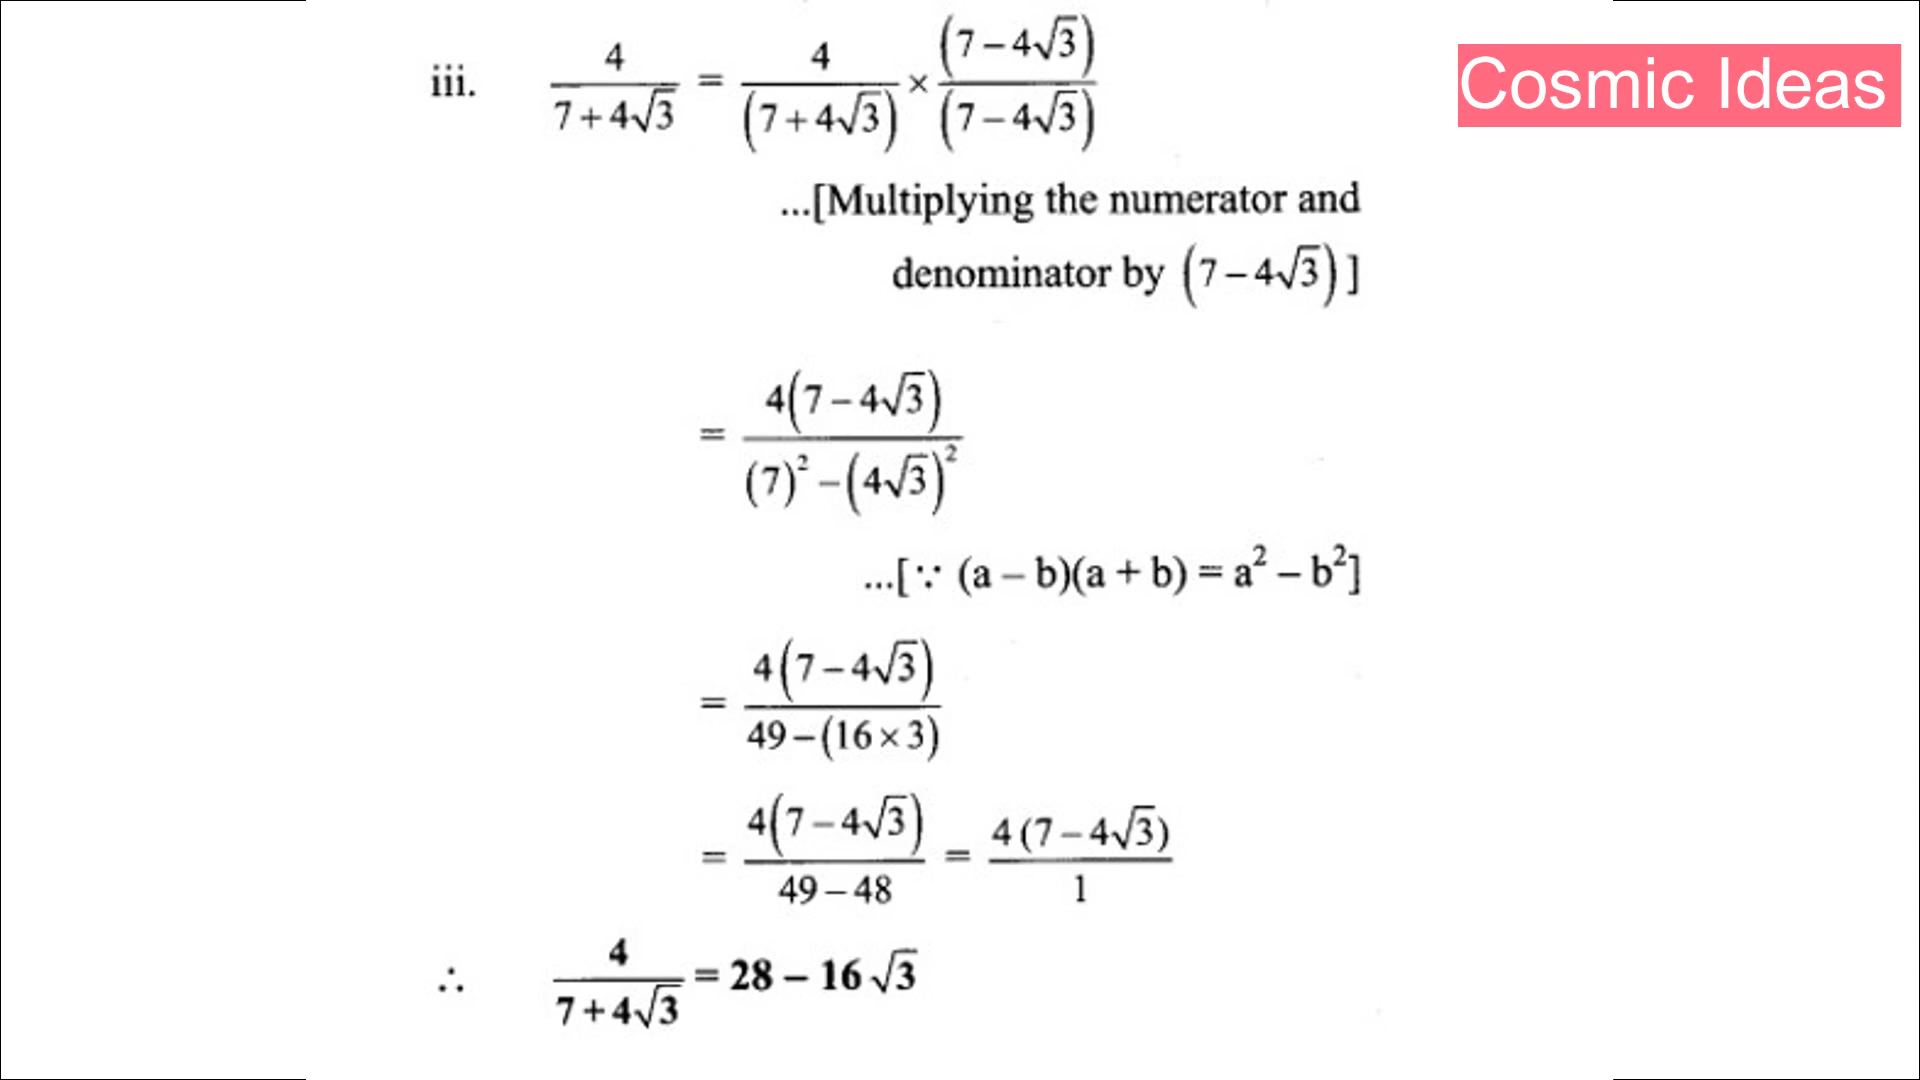 Cosmic Ideas
iii. 4/(7 + 4√3) = 4/(7 + 4√3) × (7 − 4√3)/(7 − 4√3)
...[Multiplying the numerator and
denominator by (7 − 4√3)]
= 4(7 − 4√3)/((7)² − (4√3)²)
...[∵ (a – b)(a + b) = a² – b²]
= 4(7 − 4√3)/(49 − (16 × 3))
= 4(7 − 4√3)/(49 − 48) = 4(7 − 4√3)/1
∴ 4/(7 + 4√3) = 28 – 16√3